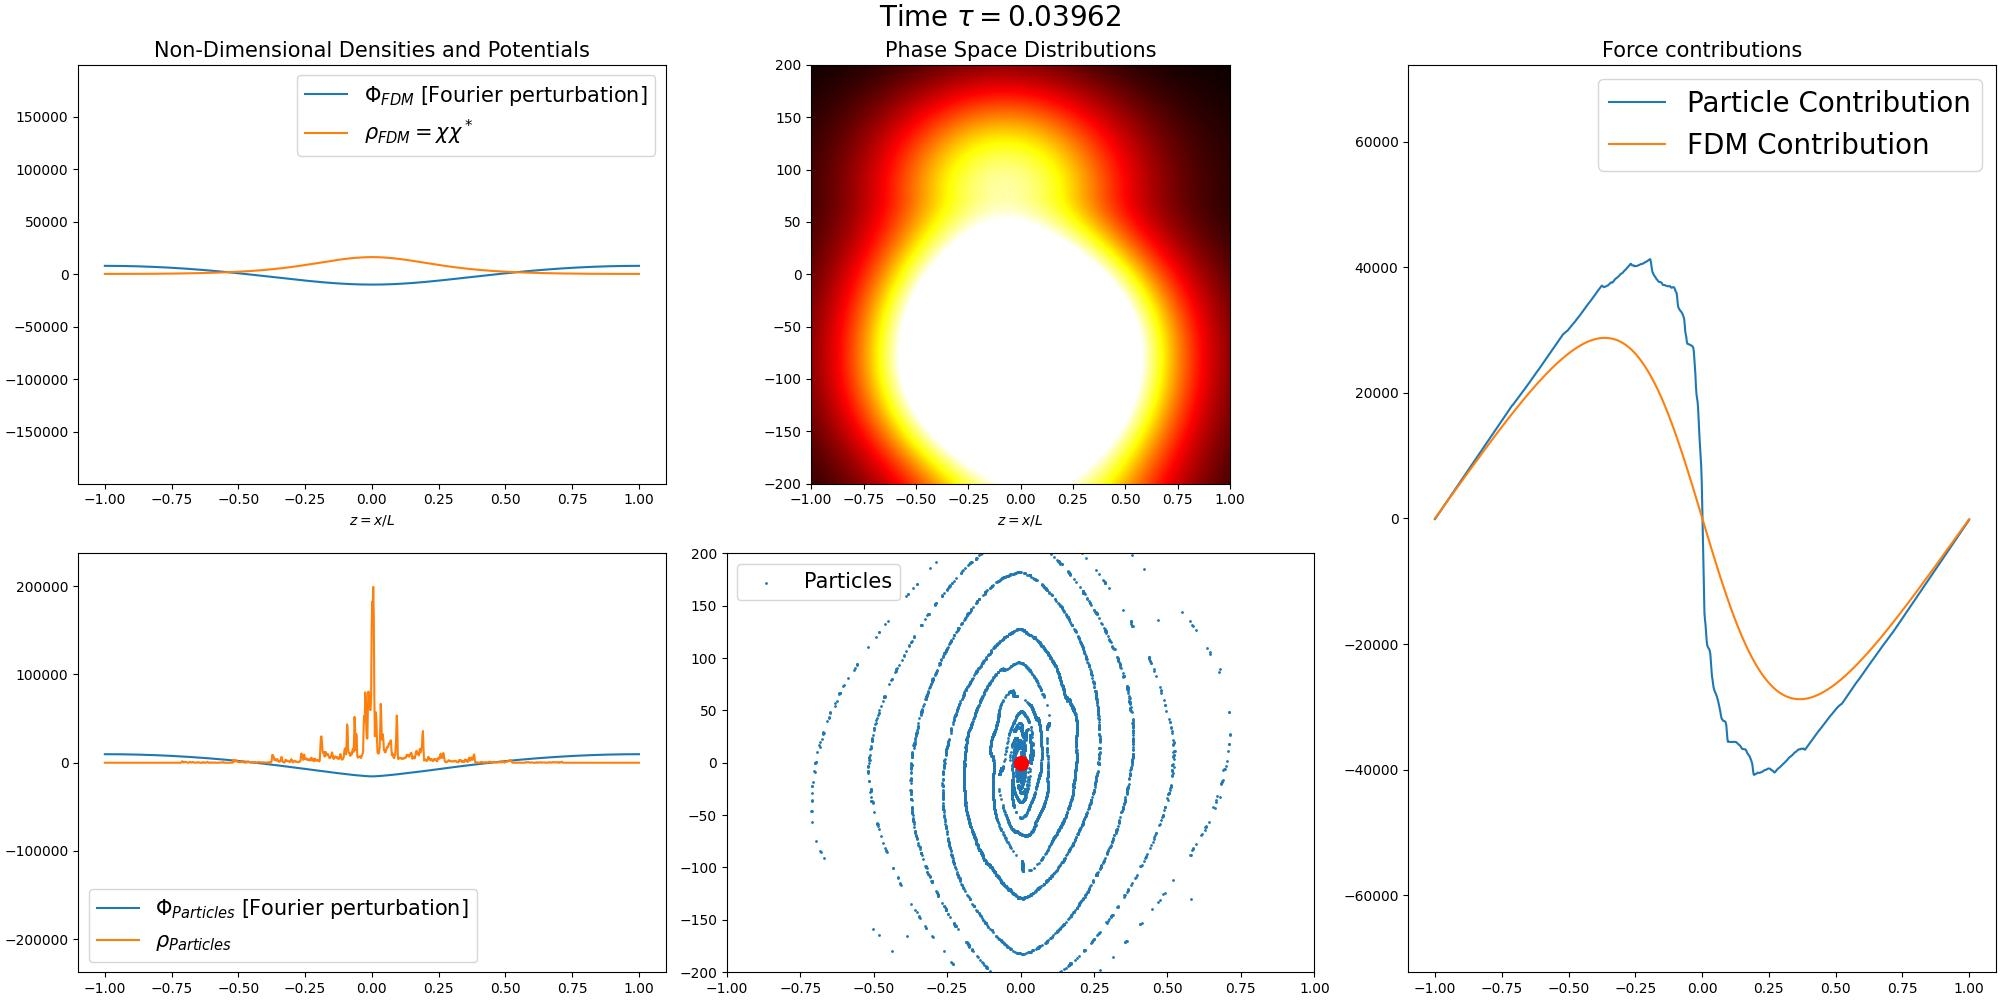 Time τ = 0.03962
Non-Dimensional Densities and Potentials
Φ_FDM [Fourier perturbation]
ρ_FDM = χχ*
150000
100000
50000
0
−50000
−100000
−150000
−1.00 −0.75 −0.50 −0.25 0.00 0.25 0.50 0.75 1.00
z = x/L
Phase Space Distributions
200
150
100
50
0
−50
−100
−150
−200
−1.00 −0.75 −0.50 −0.25 0.00 0.25 0.50 0.75 1.00
z = x/L
Force contributions
Particle Contribution
FDM Contribution
60000
40000
20000
0
−20000
−40000
−60000
−1.00 −0.75 −0.50 −0.25 0.00 0.25 0.50 0.75 1.00
200000
100000
0
−100000
−200000
Φ_Particles [Fourier perturbation]
ρ_Particles
−1.00 −0.75 −0.50 −0.25 0.00 0.25 0.50 0.75 1.00
Particles
200
150
100
50
0
−50
−100
−150
−200
−1.00 −0.75 −0.50 −0.25 0.00 0.25 0.50 0.75 1.00